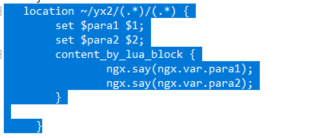 location ~/yx2/(.*)/(.*) {
set $para1 $1;
set $para2 $2;
content_by_lua_block {
ngx.say(ngx.var.para1);
ngx.say(ngx.var.para2);
}
}